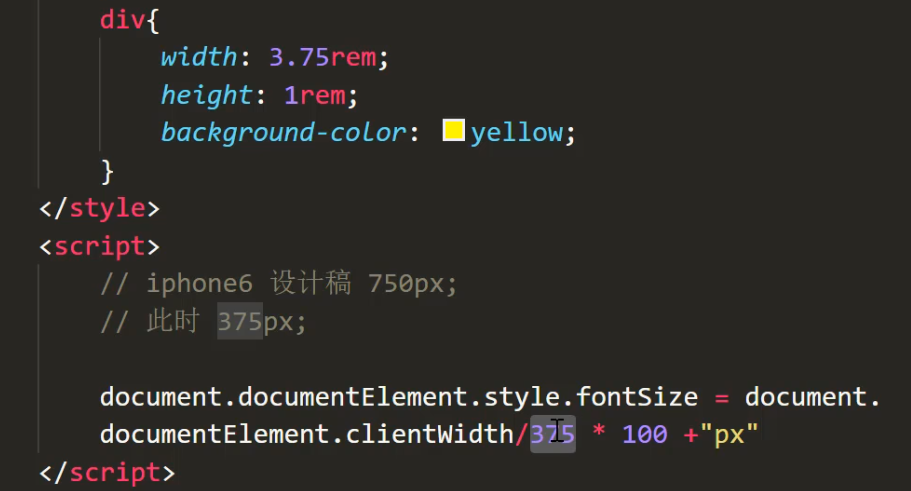 div{
width: 3.75rem;
height: 1rem;
background-color: yellow;
}
</style>
<script>
// iphone6 设计稿 750px;
// 此时 375px;
document.documentElement.style.fontSize = document.
documentElement.clientWidth/375 * 100 +"px"
</script>